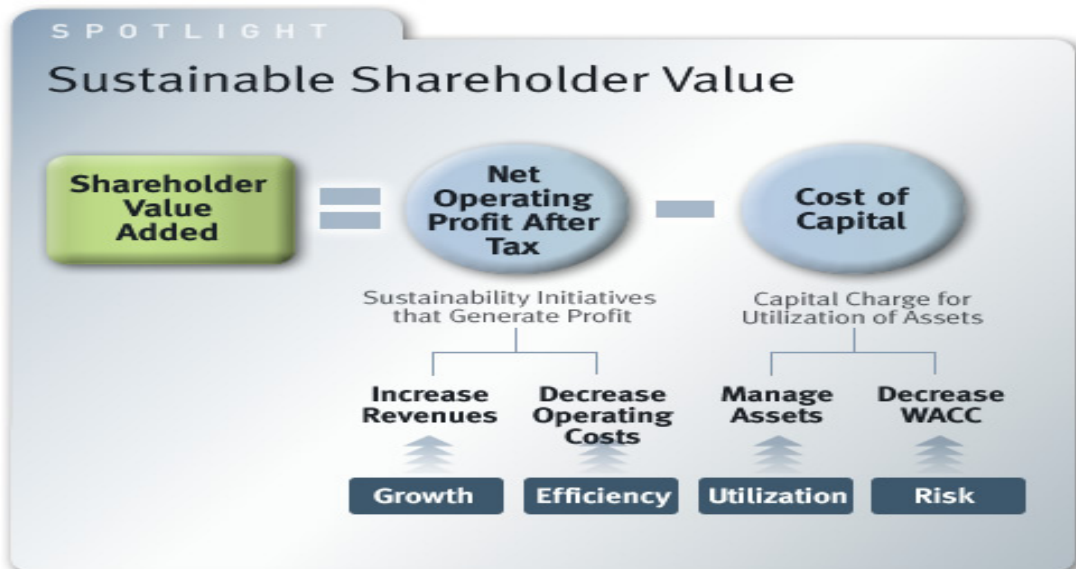 SPOTLIGHT
Sustainable Shareholder Value
Shareholder
Value
Added
Net
Operating
Profit After
Tax
Cost of
Capital
Sustainability Initiatives
that Generate Profit
Capital Charge for
Utilization of Assets
Increase
Revenues
Decrease
Operating
Costs
Manage
Assets
Decrease
WACC
Growth
Efficiency
Utilization
Risk